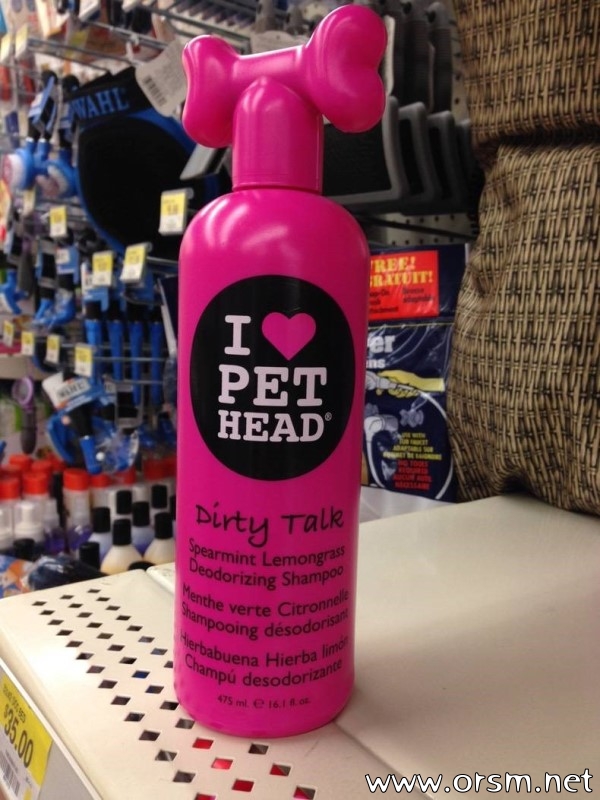 WAHL
FREE!
GRATUIT!
I ♥
PET
HEAD®
Dirty Talk
Spearmint Lemongrass
Deodorizing Shampoo
Menthe verte Citronnelle
Shampooing désodorisant
Hierbabuena Hierba limón
Champú desodorizante
475 ml. ℮ 16.1 fl. oz.
$35.00
www.orsm.net